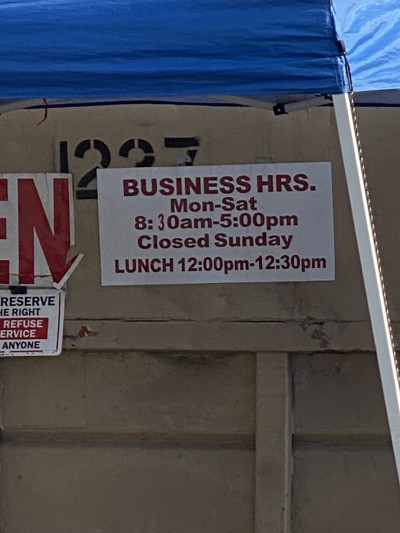 1227
BUSINESS HRS.
Mon-Sat
8:30am-5:00pm
Closed Sunday
LUNCH 12:00pm-12:30pm
EN
RESERVE
HE RIGHT
REFUSE
ERVICE
ANYONE